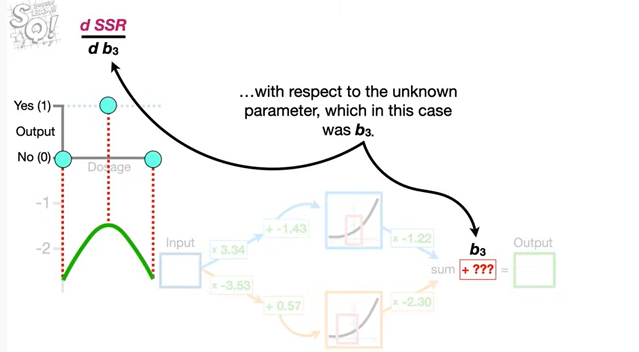 d SSR
d b₃
...with respect to the unknown
parameter, which in this case
was b₃.
Yes (1)
Output
No (0)
Dosage
-1
-2
Input
x 3.34
+ -1.43
x -1.22
x -3.53
+ 0.57
x -2.30
b₃
sum + ??? =
Output